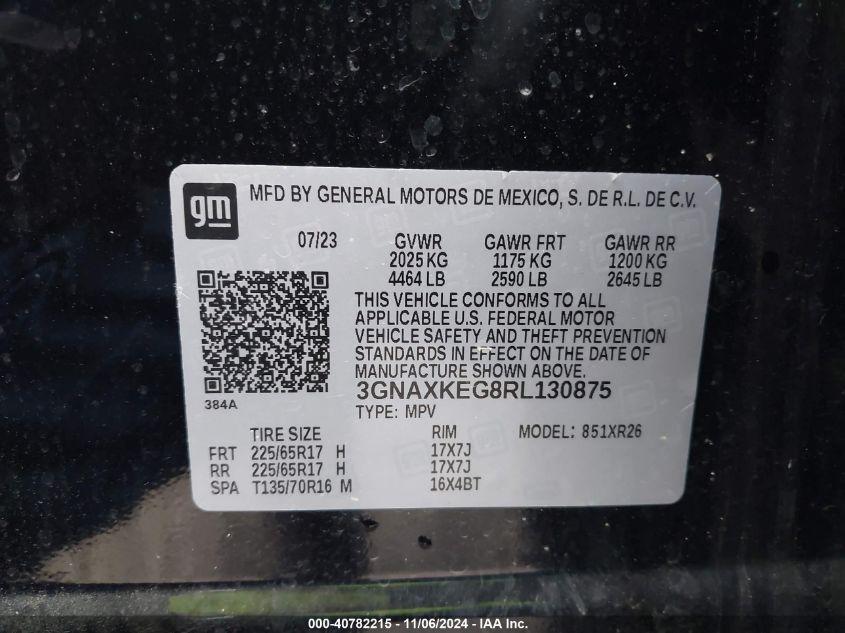 gm MFD BY GENERAL MOTORS DE MEXICO, S. DE R.L. DE C.V.
07/23 GVWR GAWR FRT GAWR RR
2025 KG 1175 KG 1200 KG
4464 LB 2590 LB 2645 LB
THIS VEHICLE CONFORMS TO ALL
APPLICABLE U.S. FEDERAL MOTOR
VEHICLE SAFETY AND THEFT PREVENTION
STANDARDS IN EFFECT ON THE DATE OF
MANUFACTURE SHOWN ABOVE.
3GNAXKEG8RL130875
384A TYPE: MPV
TIRE SIZE RIM MODEL: 851XR26
FRT 225/65R17 H 17X7J
RR 225/65R17 H 17X7J
SPA T135/70R16 M 16X4BT
000-40782215 - 11/06/2024 - IAA Inc.